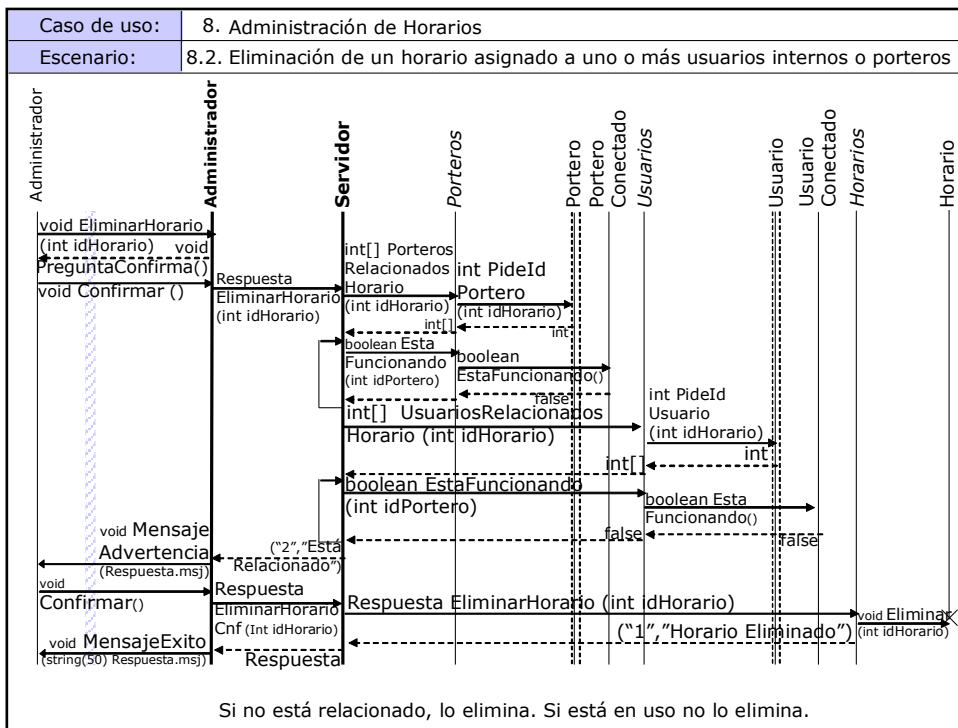 Caso de uso: 8. Administración de Horarios
Escenario: 8.2. Eliminación de un horario asignado a uno o más usuarios internos o porteros
Administrador
Administrador
Servidor
Porteros
Portero
Portero
Conectado
Usuarios
Usuario
Usuario
Conectado
Horarios
Horario
void EliminarHorario
(int idHorario)
void
PreguntaConfirma()
void Confirmar ()
Respuesta
EliminarHorario
(int idHorario)
int[] Porteros
Relacionados
Horario
(int idHorario)
int PideId
Portero
(int idHorario)
int[]
int
boolean Esta
Funcionando
(int idPortero)
boolean
EstaFuncionando()
false
int[] UsuariosRelacionados
Horario (int idHorario)
int PideId
Usuario
(int idHorario)
int
int[]
boolean EstaFuncionando
(int idPortero)
boolean Esta
Funcionando()
false
false
("2","Está
Relacionado")
void Mensaje
Advertencia
(Respuesta.msj)
void
Confirmar()
Respuesta
EliminarHorario
Cnf (Int idHorario)
Respuesta EliminarHorario (int idHorario)
void Eliminar
(int idHorario)
("1","Horario Eliminado")
void MensajeExito
(string(50) Respuesta.msj)
Respuesta
Si no está relacionado, lo elimina. Si está en uso no lo elimina.